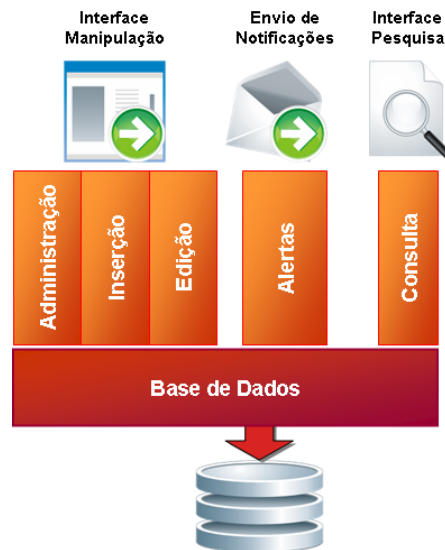 Interface
Manipulação
Envio de
Notificações
Interface
Pesquisa
Administração
Inserção
Edição
Alertas
Consulta
Base de Dados